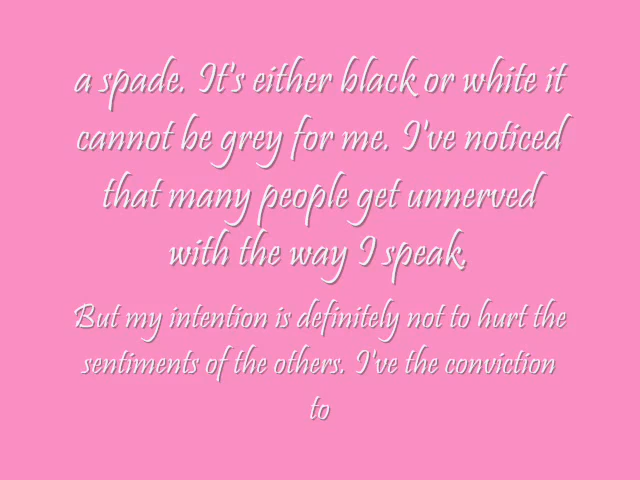 a spade. It's either black or white it
cannot be grey for me. I've noticed
that many people get unnerved
with the way I speak.
But my intention is definitely not to hurt the
sentiments of the others. I've the conviction
to